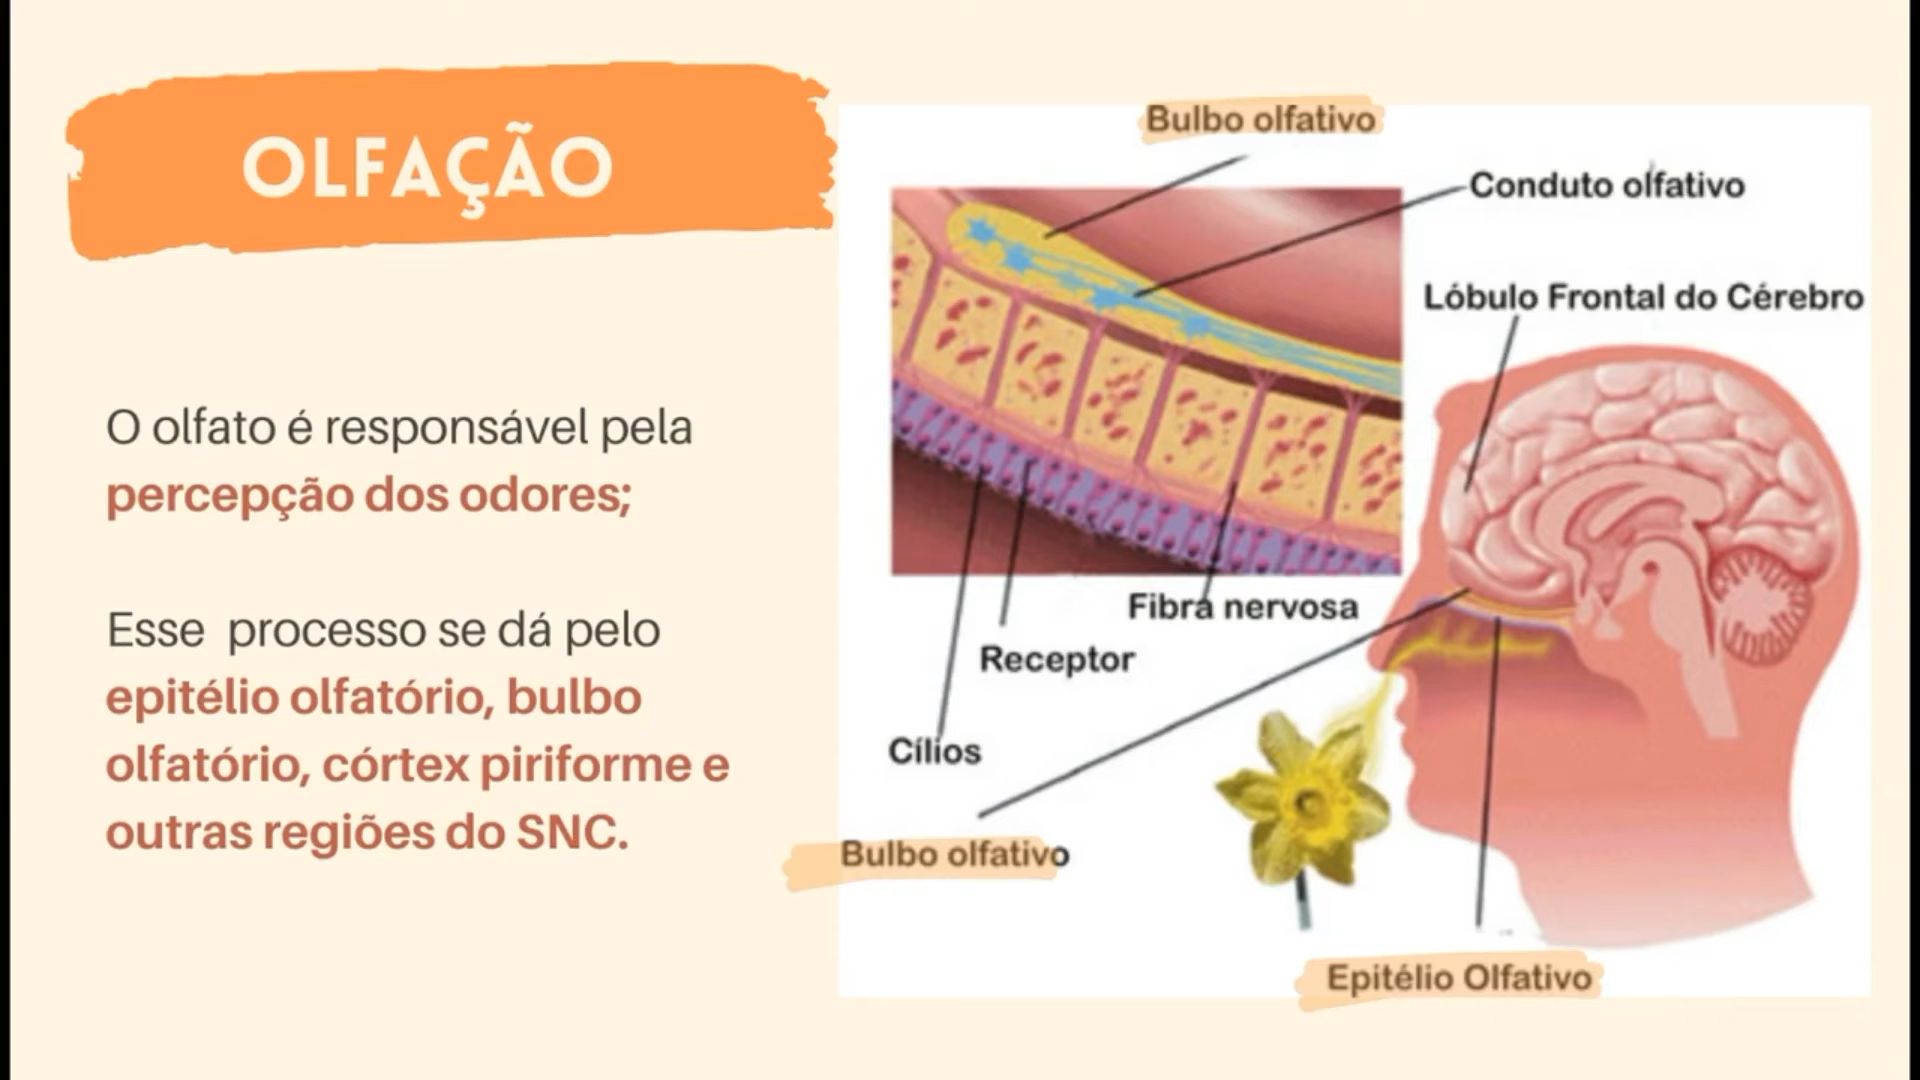 OLFAÇÃO
O olfato é responsável pela
percepção dos odores;
Esse processo se dá pelo
epitélio olfatório, bulbo
olfatório, córtex piriforme e
outras regiões do SNC.
Bulbo olfativo
Conduto olfativo
Lóbulo Frontal do Cérebro
Fibra nervosa
Receptor
Cílios
Bulbo olfativo
Epitélio Olfativo